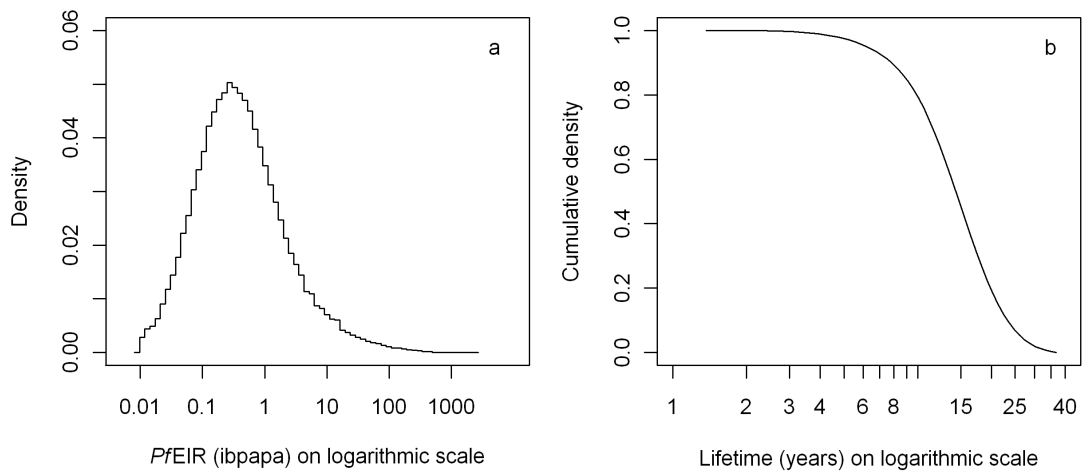 a
Density
0.06
0.04
0.02
0.00
0.01 0.1 1 10 100 1000
PfEIR (ibpapa) on logarithmic scale
b
Cumulative density
1.0
0.8
0.6
0.4
0.2
0.0
1 2 3 4 6 8 15 25 40
Lifetime (years) on logarithmic scale